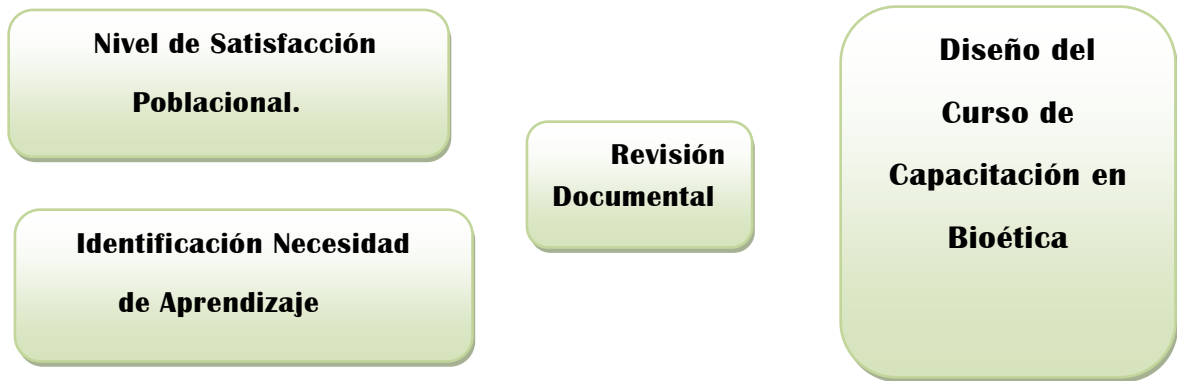 Nivel de Satisfacción
Poblacional.
Identificación Necesidad
de Aprendizaje
Revisión
Documental
Diseño del
Curso de
Capacitación en
Bioética